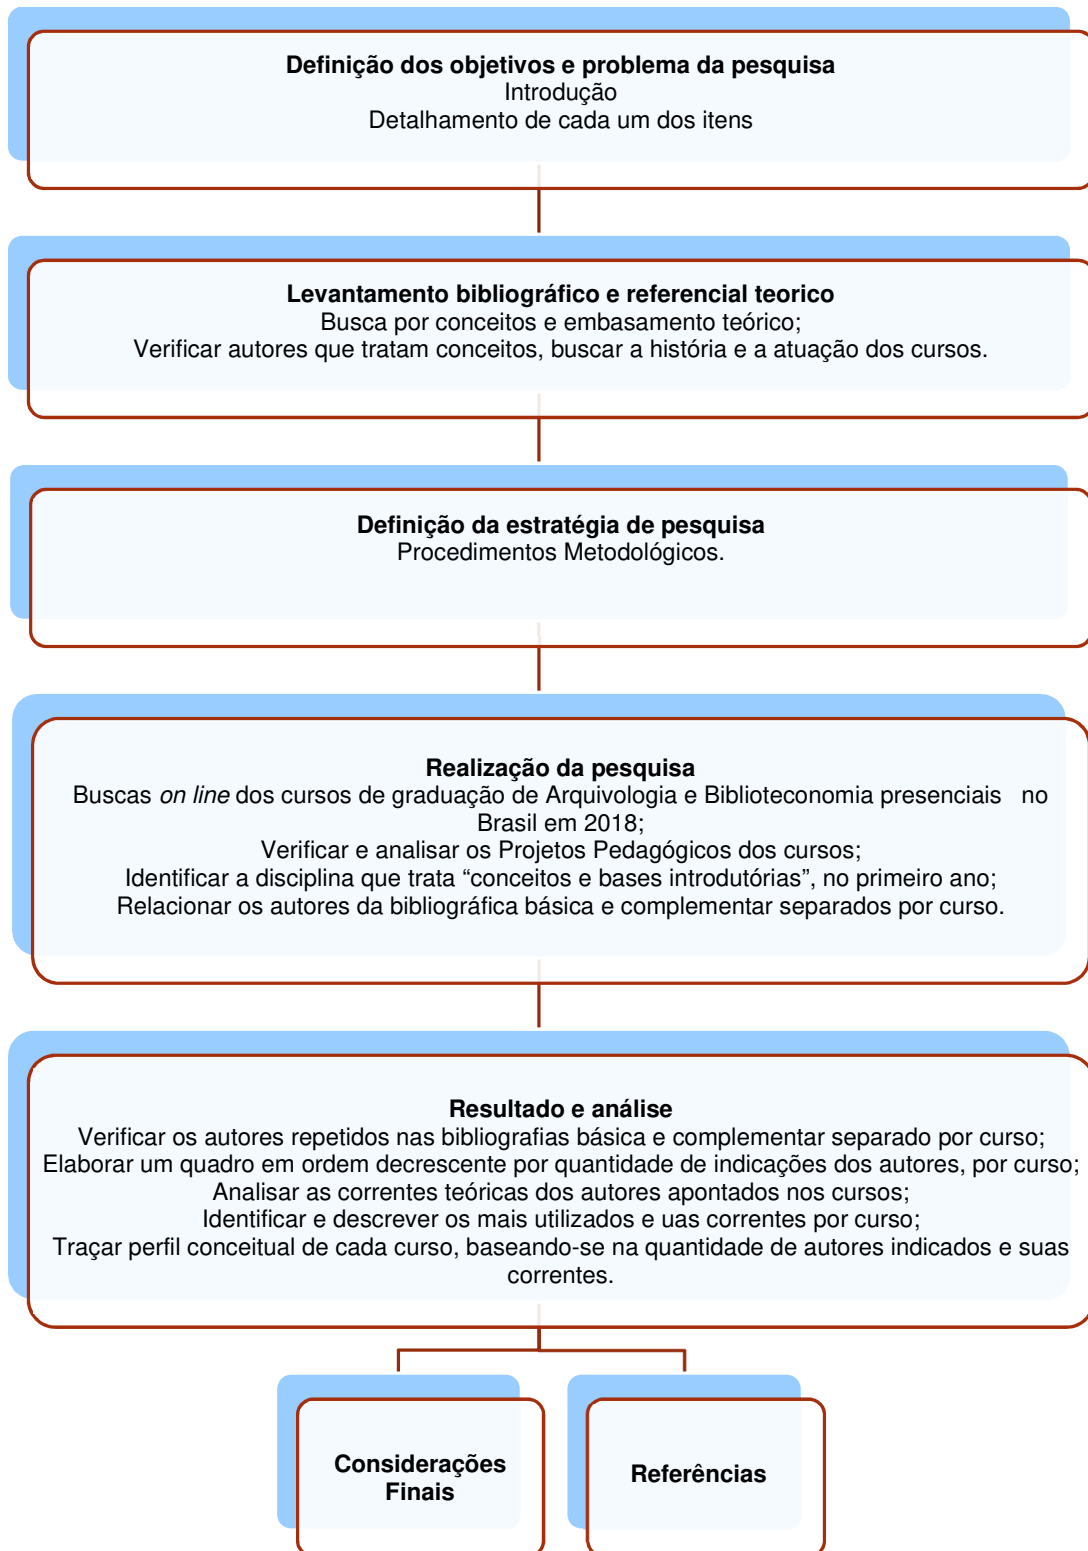 Definição dos objetivos e problema da pesquisa
Introdução
Detalhamento de cada um dos itens
Levantamento bibliográfico e referencial teorico
Busca por conceitos e embasamento teórico;
Verificar autores que tratam conceitos, buscar a história e a atuação dos cursos.
Definição da estratégia de pesquisa
Procedimentos Metodológicos.
Realização da pesquisa
Buscas on line dos cursos de graduação de Arquivologia e Biblioteconomia presenciais no
Brasil em 2018;
Verificar e analisar os Projetos Pedagógicos dos cursos;
Identificar a disciplina que trata “conceitos e bases introdutórias”, no primeiro ano;
Relacionar os autores da bibliográfica básica e complementar separados por curso.
Resultado e análise
Verificar os autores repetidos nas bibliografias básica e complementar separado por curso;
Elaborar um quadro em ordem decrescente por quantidade de indicações dos autores, por curso;
Analisar as correntes teóricas dos autores apontados nos cursos;
Identificar e descrever os mais utilizados e uas correntes por curso;
Traçar perfil conceitual de cada curso, baseando-se na quantidade de autores indicados e suas
correntes.
Considerações
Finais
Referências